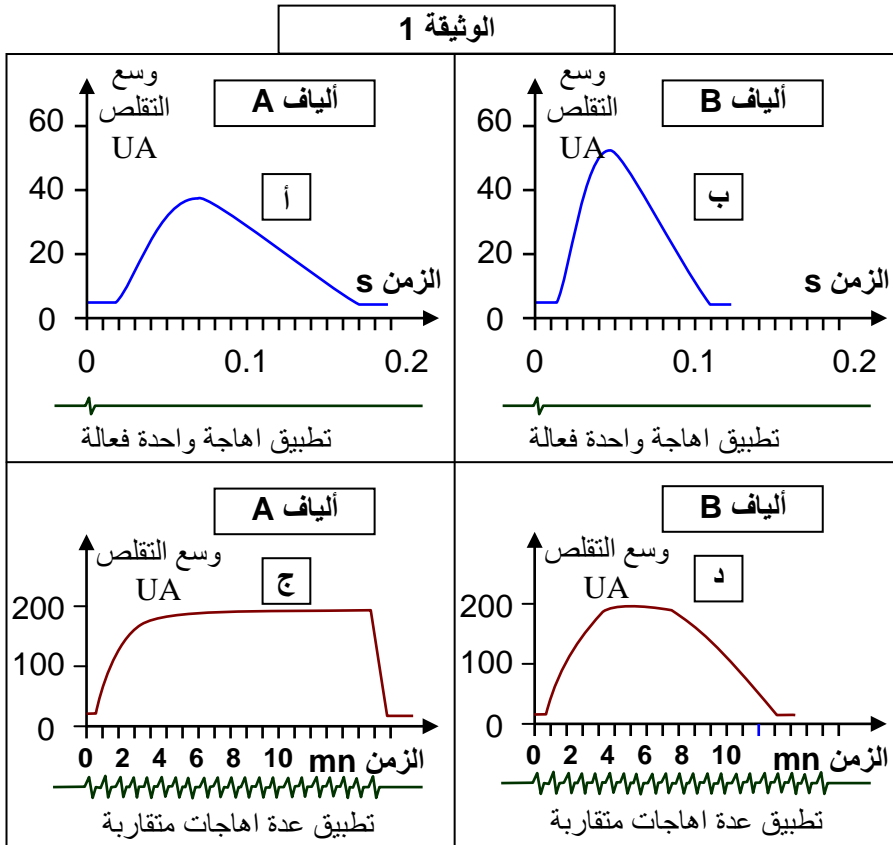 الوثيقة 1
ألياف A
وسع
التقلص
UA
أ
60
40
20
0
الزمن s
0 0.1 0.2
تطبيق اهاجة واحدة فعالة
ألياف B
وسع
التقلص
UA
ب
60
40
20
0
الزمن s
0 0.1 0.2
تطبيق اهاجة واحدة فعالة
ألياف A
وسع التقلص
UA
ج
200
100
0
0 2 4 6 8 10 الزمن mn
تطبيق عدة اهاجات متقاربة
ألياف B
وسع التقلص
UA
د
200
100
0
0 2 4 6 8 10 الزمن mn
تطبيق عدة اهاجات متقاربة